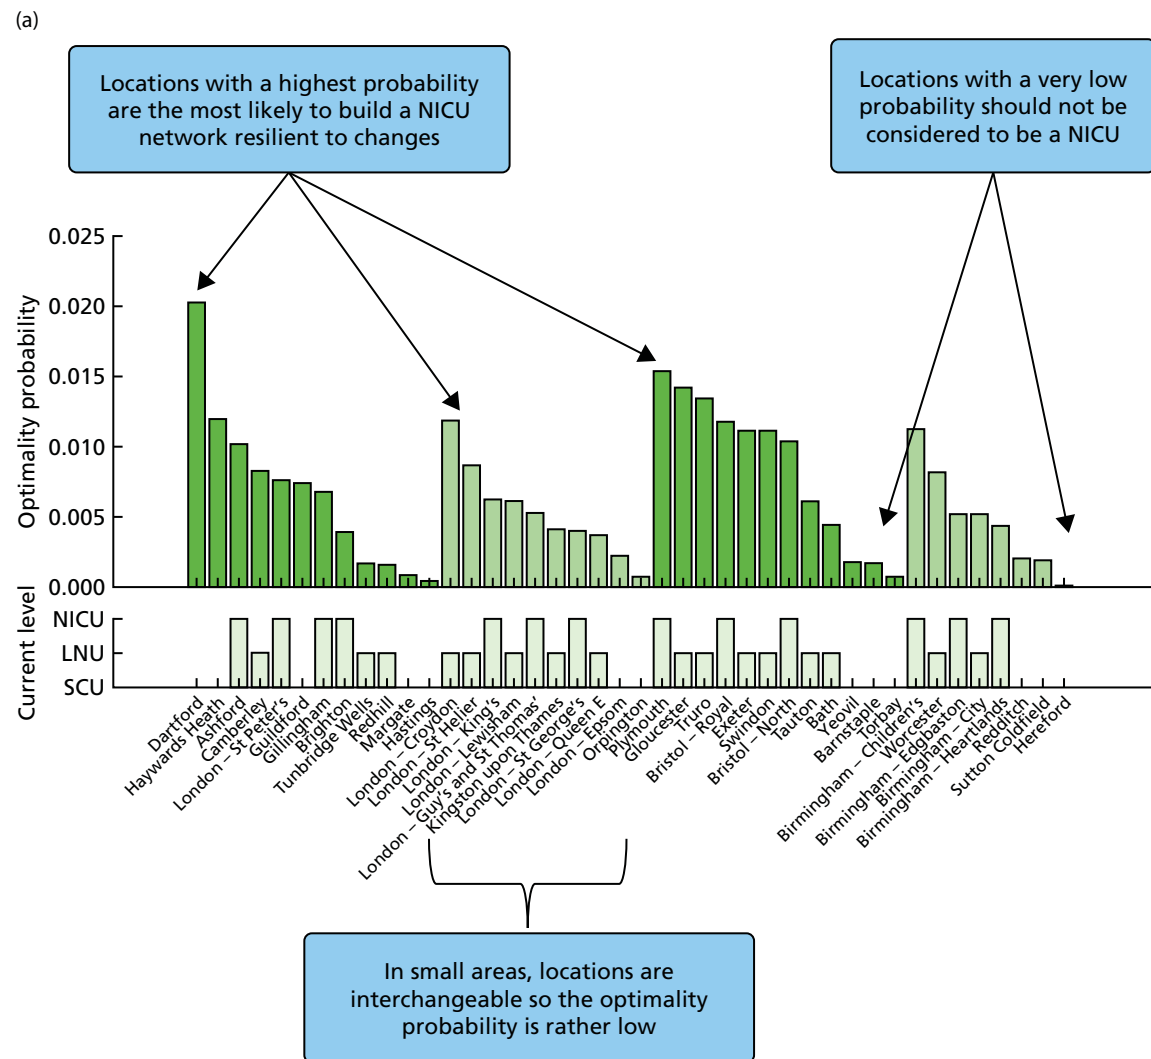 (a)
Locations with a highest probability
are the most likely to build a NICU
network resilient to changes
Locations with a very low
probability should not be
considered to be a NICU
Optimality probability
0.025
0.020
0.015
0.010
0.005
0.000
Current level
NICU
LNU
SCU
Dartford
Haywards Heath
Ashford
Camberley
London – St Peter's
Guildford
Gillingham
Brighton
Tunbridge Wells
Redhill
Margate
Hastings
London – Croydon
London – St Helier
London – King's
London – Lewisham
London – Guy's and St Thomas'
Kingston upon Thames
London – St George's
London – Queen E
London – Epsom
Orpington
Plymouth
Gloucester
Truro
Bristol – Royal
Exeter
Swindon
Bristol – North
Tauton
Bath
Yeovil
Barnstaple
Torbay
Birmingham – Children's
Worcester
Birmingham – Edgbaston
Birmingham – City
Birmingham – Heartlands
Redditch
Sutton Coldfield
Hereford
In small areas, locations are
interchangeable so the optimality
probability is rather low